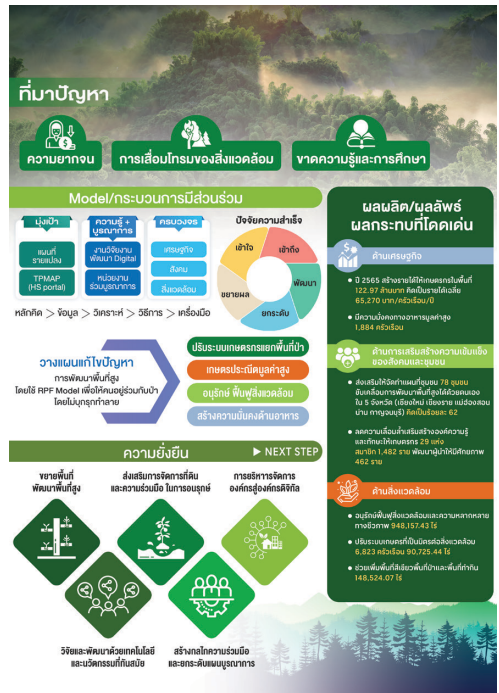 ที่มาปัญหา
ความยากจน
การเสื่อมโทรมของสิ่งแวดล้อม
ขาดความรู้และการศึกษา
Model/กระบวนการมีส่วนร่วม
มุ่งเป้า
แผนที่
รายแปลง
TPMAP
(HS portal)
ความรู้ +
บูรณาการ
งานวิจัยงาน
พัฒนา Digital
หน่วยงาน
ร่วมบูรณาการ
ครบวงจร
เศรษฐกิจ
สังคม
สิ่งแวดล้อม
หลักคิด > ข้อมูล > วิเคราะห์ > วิธีการ > เครื่องมือ
ปัจจัยความสำเร็จ
เข้าใจ
เข้าถึง
พัฒนา
ยกระดับ
ขยายผล
วางแผนแก้ไขปัญหา
การพัฒนาพื้นที่สูง
โดยใช้ RPF Model เพื่อให้คนอยู่ร่วมกับป่า
โดยไม่บุกรุกทำลาย
ปรับระบบเกษตรกรแยกพื้นที่ป่า
เกษตรประณีตมูลค่าสูง
อนุรักษ์ ฟื้นฟูสิ่งแวดล้อม
สร้างความมั่นคงด้านอาหาร
ความยั่งยืน
NEXT STEP
ขยายพื้นที่
พัฒนาพื้นที่สูง
ส่งเสริมการจัดการที่ดิน
และความร่วมมือ ในการอนุรักษ์
การบริหารจัดการ
องค์กรสู่องค์กรดิจิทัล
วิจัยและพัฒนาด้วยเทคโนโลยี
และนวัตกรรมที่ทันสมัย
สร้างกลไกความร่วมมือ
และยกระดับแผนบูรณาการ
ผลผลิต/ผลลัพธ์
ผลกระทบที่โดดเด่น
ด้านเศรษฐกิจ
ปี 2565 สร้างรายได้ให้เกษตรกรในพื้นที่
122.97 ล้านบาท คิดเป็นรายได้เฉลี่ย
65,270 บาท/ครัวเรือน/ปี
มีความมั่งคงทางอาหารมูลค่าสูง
1,884 ครัวเรือน
ด้านการเสริมสร้างความเข้มแข็ง
ของสังคมและชุมชน
ส่งเสริมให้จัดทำแผนที่ชุมชน 78 ชุมชน
ขับเคลื่อนการพัฒนาพื้นที่สูงได้ด้วยตนเอง
ใน 5 จังหวัด (เชียงใหม่ เชียงราย แม่ฮ่องสอน
น่าน กาญจนบุรี) คิดเป็นร้อยละ 62
ลดความเลื่อมล้ำเสริมสร้างองค์ความรู้
และทักษะให้เกษตรกร 29 แห่ง
สมาชิก 1,482 ราย พัฒนาผู้นำให้มีศักยภาพ
462 ราย
ด้านสิ่งแวดล้อม
อนุรักษ์ฟื้นฟูสิ่งแวดล้อมและความหลากหลาย
ทางชีวภาพ 948,157.43 ไร่
ปรับระบบเกษตรที่เป็นมิตรต่อสิ่งแวดล้อม
6,823 ครัวเรือน 90,725.44 ไร่
ช่วยเพิ่มพื้นที่สีเขียวพื้นที่ป่าและพื้นที่ทำกิน
148,524.07 ไร่